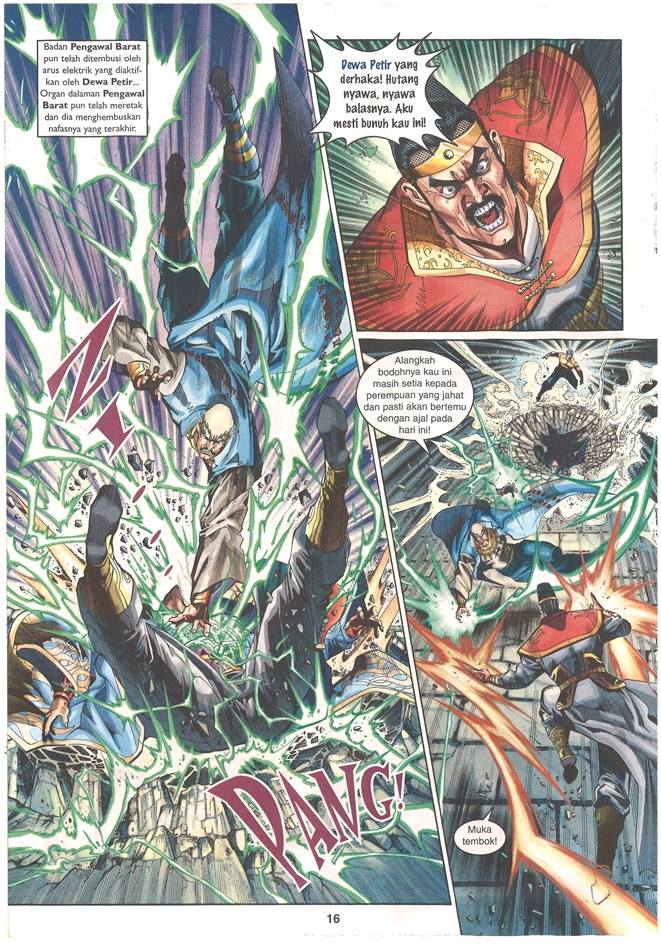 Badan Pengawal Barat
pun telah ditembusi oleh
arus elektrik yang diaktif-
kan oleh Dewa Petir...
Organ dalaman Pengawal
Barat pun telah meretak
dan dia menghembuskan
nafasnya yang terakhir.
Dewa Petir yang
derhaka! Hutang
nyawa, nyawa
balasnya. Aku
mesti bunuh kau ini!
ZZ!
Alangkah
bodohnya kau ini
masih setia kepada
perempuan yang jahat
dan pasti akan bertemu
dengan ajal pada
hari ini!
PANG!
Muka
tembok!
16